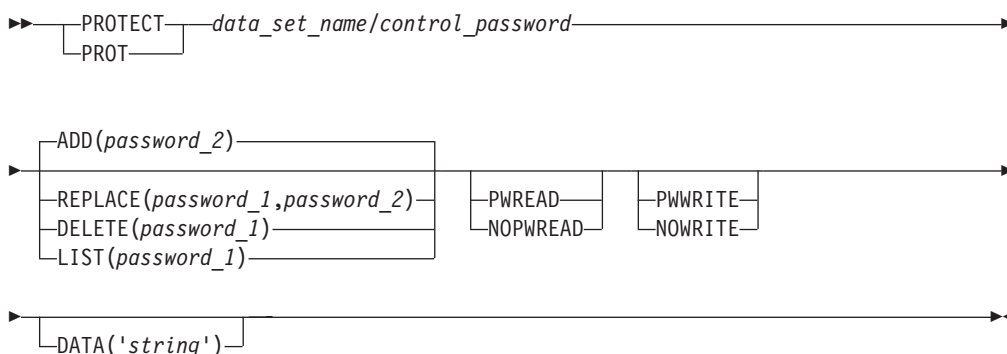 PROTECT data_set_name/control_password
PROT
ADD(password_2)
REPLACE(password_1,password_2) PWREAD PWWRITE
DELETE(password_1) NOPWREAD NOWRITE
LIST(password_1)
DATA('string')